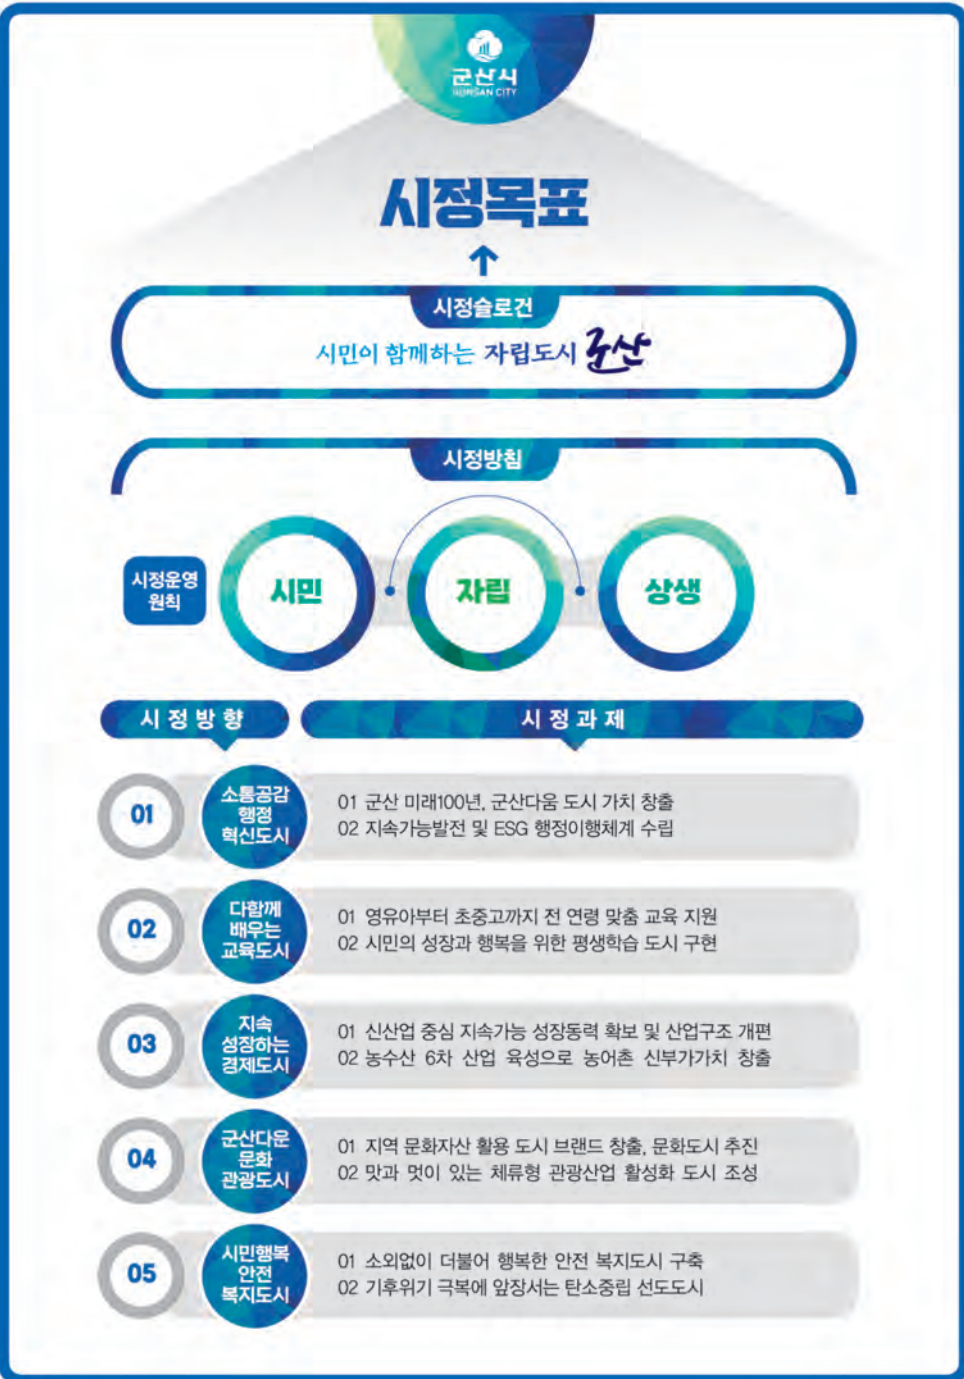 군산시
GUNSAN CITY
시정목표
시정슬로건
시민이 함께하는 자립도시 군산
시정방침
시정운영
원칙
시민
자립
상생
시정방향
시정과제
01
소통공감
행정
혁신도시
01 군산 미래100년, 군산다움 도시 가치 창출
02 지속가능발전 및 ESG 행정이행체계 수립
02
다함께
배우는
교육도시
01 영유아부터 초중고까지 전 연령 맞춤 교육 지원
02 시민의 성장과 행복을 위한 평생학습 도시 구현
03
지속
성장하는
경제도시
01 신산업 중심 지속가능 성장동력 확보 및 산업구조 개편
02 농수산 6차 산업 육성으로 농어촌 신부가가치 창출
04
군산다운
문화
관광도시
01 지역 문화자산 활용 도시 브랜드 창출, 문화도시 추진
02 맛과 멋이 있는 체류형 관광산업 활성화 도시 조성
05
시민행복
안전
복지도시
01 소외없이 더불어 행복한 안전 복지도시 구축
02 기후위기 극복에 앞장서는 탄소중립 선도도시